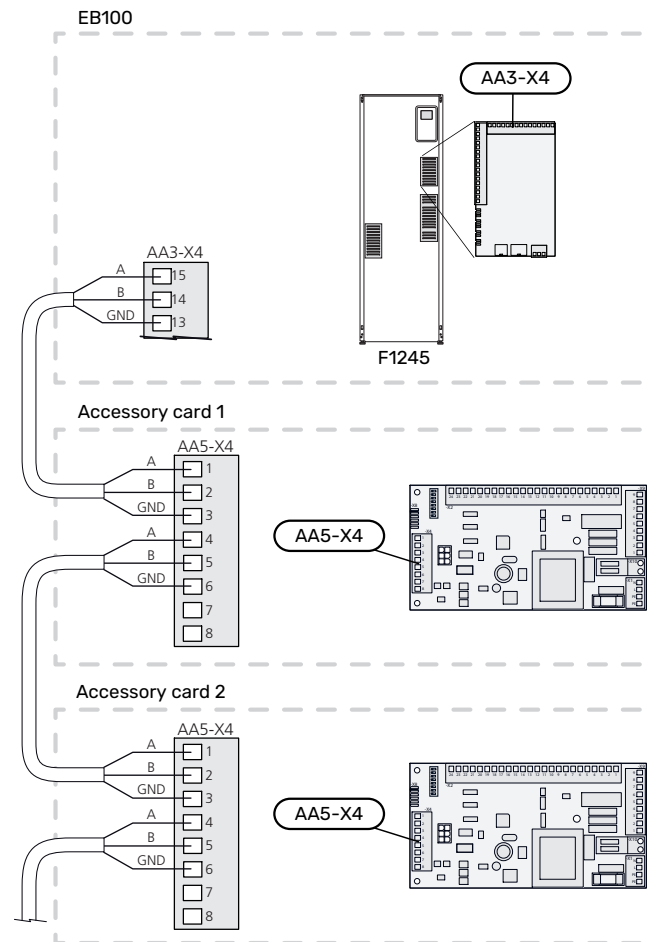 EB100
AA3-X4
F1245
AA3-X4
A 15
B 14
GND 13
Accessory card 1
AA5-X4
A 1
B 2
GND 3
A 4
B 5
GND 6
7
8
AA5-X4
Accessory card 2
AA5-X4
A 1
B 2
GND 3
A 4
B 5
GND 6
7
8
AA5-X4